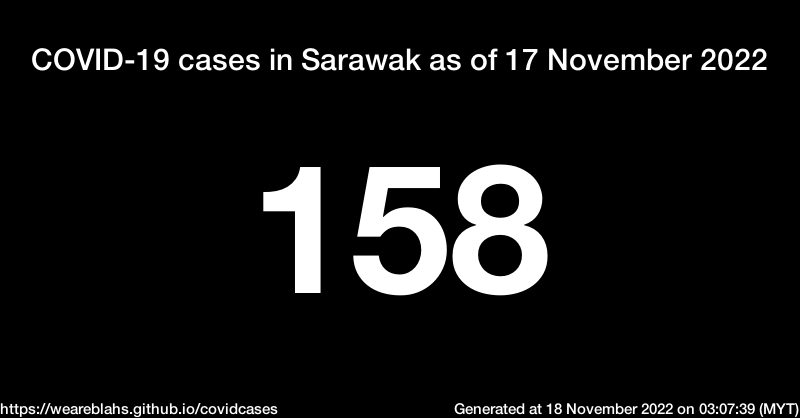 COVID-19 cases in Sarawak as of 17 November 2022
158
https://weareblahs.github.io/covidcases
Generated at 18 November 2022 on 03:07:39 (MYT)